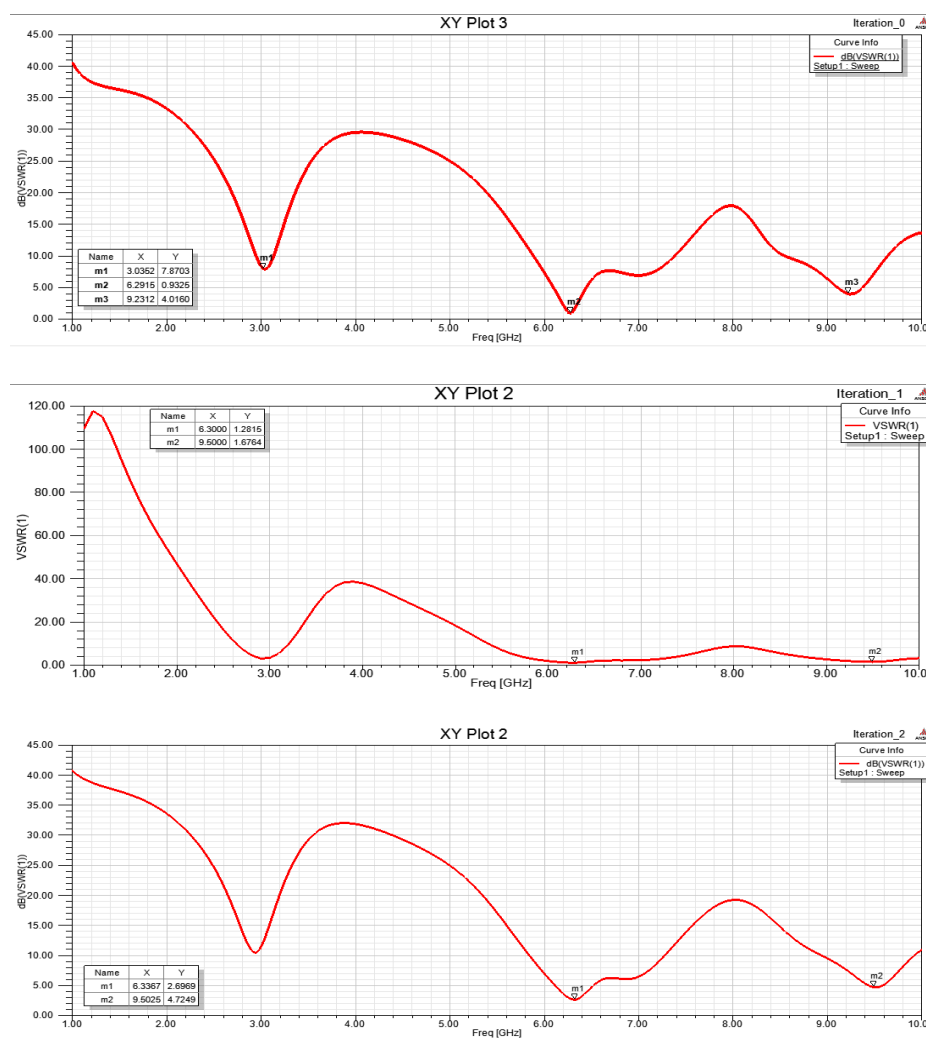 XY Plot 3
Iteration_0
Curve Info
dB(VSWR(1))
Setup1 : Sweep
45.00
40.00
35.00
30.00
25.00
20.00
15.00
10.00
5.00
0.00
dB(VSWR(1))
m1
m2
m3
Name X Y
m1 3.0352 7.8703
m2 6.2915 0.9325
m3 9.2312 4.0160
1.00 2.00 3.00 4.00 5.00 6.00 7.00 8.00 9.00 10.0
Freq [GHz]
XY Plot 2
Iteration_1
Curve Info
VSWR(1)
Setup1 : Sweep
Name X Y
m1 6.3000 1.2815
m2 9.5000 1.6764
120.00
100.00
80.00
60.00
40.00
20.00
0.00
VSWR(1)
m1
m2
1.00 2.00 3.00 4.00 5.00 6.00 7.00 8.00 9.00 10.0
Freq [GHz]
XY Plot 2
Iteration_2
Curve Info
dB(VSWR(1))
Setup1 : Sweep
45.00
40.00
35.00
30.00
25.00
20.00
15.00
10.00
5.00
0.00
dB(VSWR(1))
Name X Y
m1 6.3367 2.6969
m2 9.5025 4.7249
m1
m2
1.00 2.00 3.00 4.00 5.00 6.00 7.00 8.00 9.00 10.0
Freq [GHz]